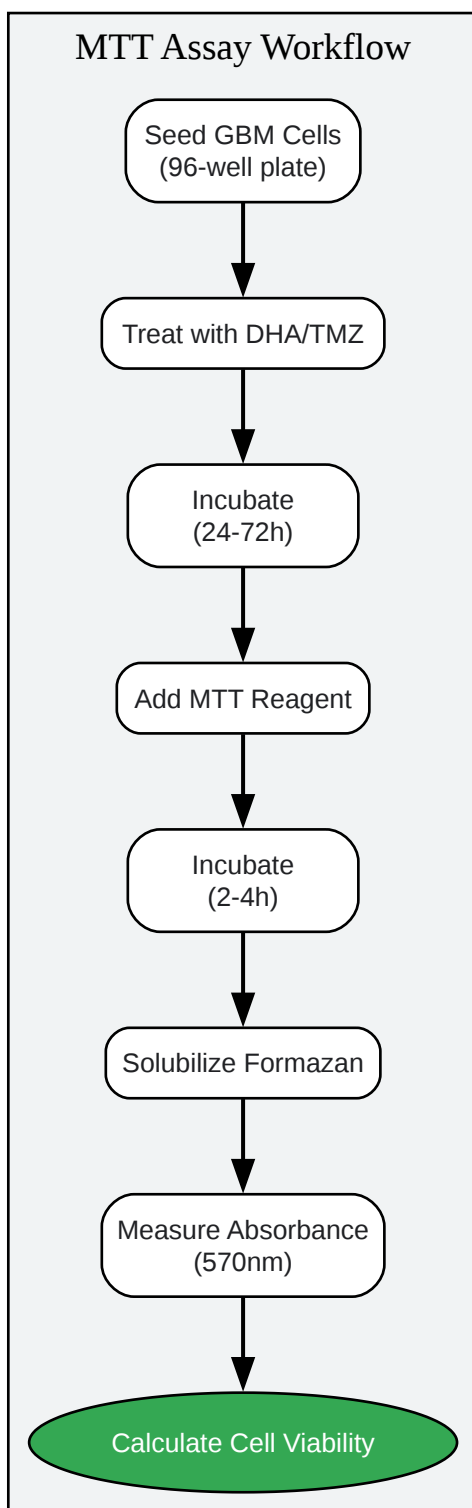 MTT Assay Workflow
Seed GBM Cells
(96-well plate)
Treat with DHA/TMZ
Incubate
(24-72h)
Add MTT Reagent
Incubate
(2-4h)
Solubilize Formazan
Measure Absorbance
(570nm)
Calculate Cell Viability